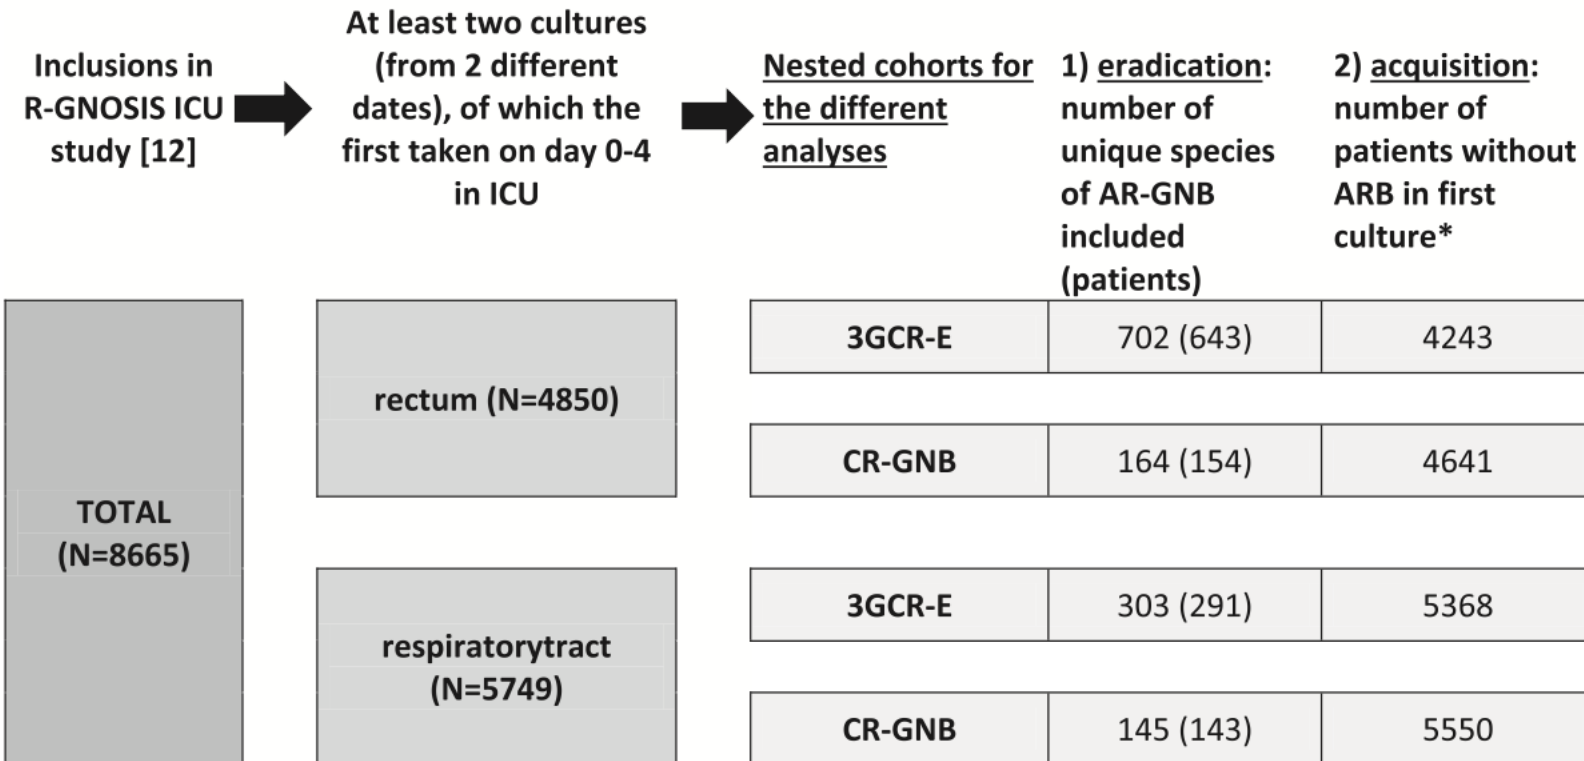 Inclusions in
R-GNOSIS ICU
study [12]
At least two cultures
(from 2 different
dates), of which the
first taken on day 0-4
in ICU
Nested cohorts for
the different
analyses
1) eradication:
number of
unique species
of AR-GNB
included
(patients)
2) acquisition:
number of
patients without
ARB in first
culture*
TOTAL
(N=8665)
rectum (N=4850)
3GCR-E 702 (643) 4243
CR-GNB 164 (154) 4641
respiratorytract
(N=5749)
3GCR-E 303 (291) 5368
CR-GNB 145 (143) 5550